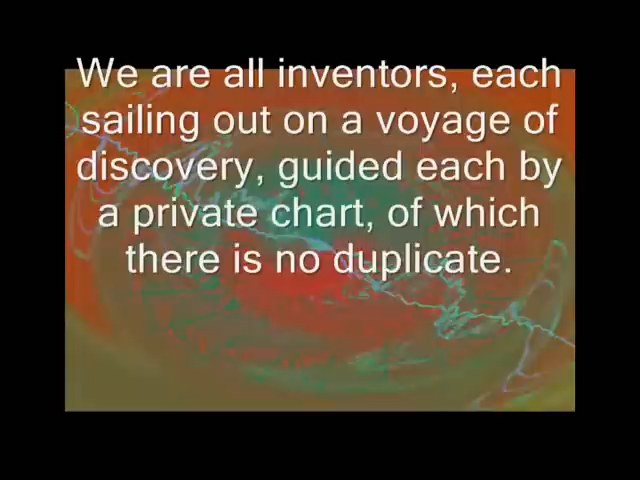 We are all inventors, each
sailing out on a voyage of
discovery, guided each by
a private chart, of which
there is no duplicate.